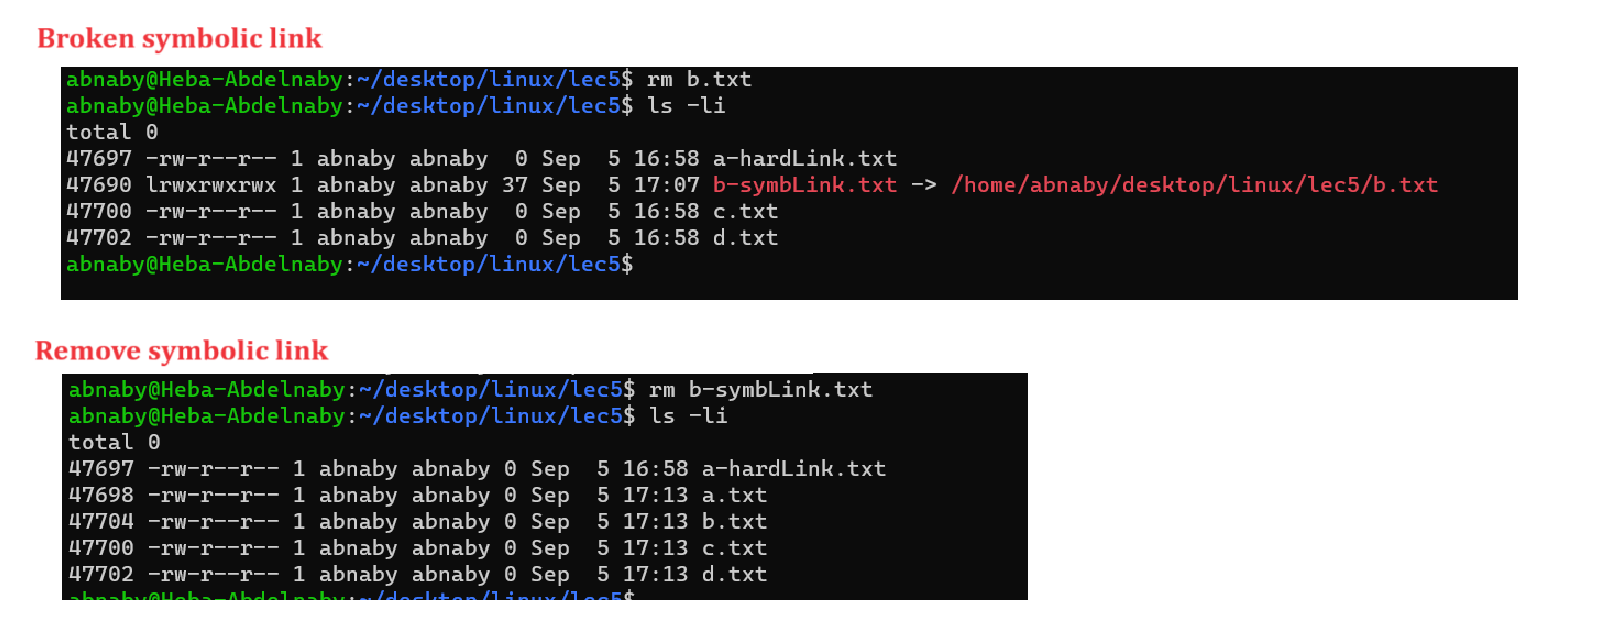 Broken symbolic link
abnaby@Heba-Abdelnaby:~/desktop/linux/lec5$ rm b.txt
abnaby@Heba-Abdelnaby:~/desktop/linux/lec5$ ls -li
total 0
47697 -rw-r--r-- 1 abnaby abnaby  0 Sep  5 16:58 a-hardLink.txt
47690 lrwxrwxrwx 1 abnaby abnaby 37 Sep  5 17:07 b-symbLink.txt -> /home/abnaby/desktop/linux/lec5/b.txt
47700 -rw-r--r-- 1 abnaby abnaby  0 Sep  5 16:58 c.txt
47702 -rw-r--r-- 1 abnaby abnaby  0 Sep  5 16:58 d.txt
abnaby@Heba-Abdelnaby:~/desktop/linux/lec5$
Remove symbolic link
abnaby@Heba-Abdelnaby:~/desktop/linux/lec5$ rm b-symbLink.txt
abnaby@Heba-Abdelnaby:~/desktop/linux/lec5$ ls -li
total 0
47697 -rw-r--r-- 1 abnaby abnaby 0 Sep  5 16:58 a-hardLink.txt
47698 -rw-r--r-- 1 abnaby abnaby 0 Sep  5 17:13 a.txt
47704 -rw-r--r-- 1 abnaby abnaby 0 Sep  5 17:13 b.txt
47700 -rw-r--r-- 1 abnaby abnaby 0 Sep  5 17:13 c.txt
47702 -rw-r--r-- 1 abnaby abnaby 0 Sep  5 17:13 d.txt
abnaby@Heba-Abdelnaby:~/desktop/linux/lec5$